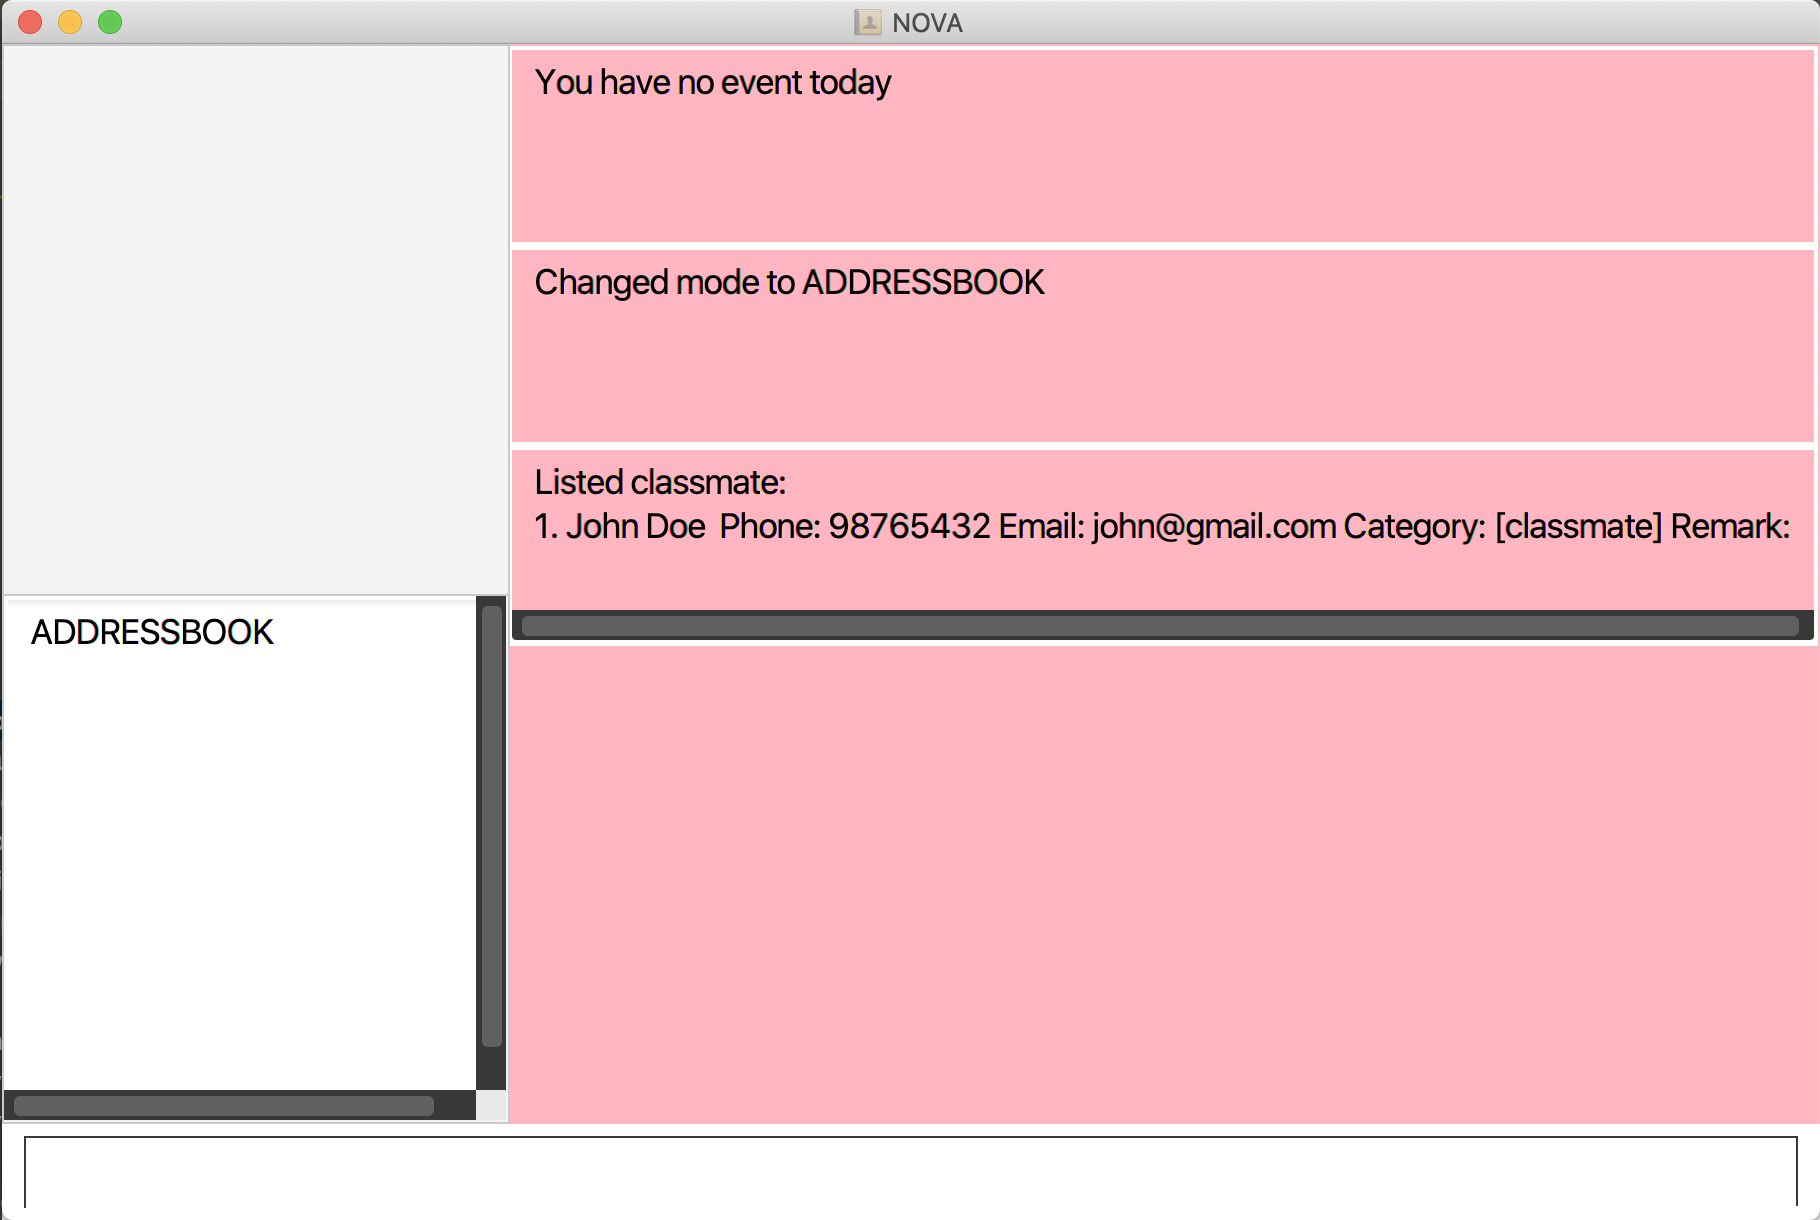 NOVA
You have no event today
Changed mode to ADDRESSBOOK
Listed classmate:
1. John Doe  Phone: 98765432 Email: john@gmail.com Category: [classmate] Remark:
ADDRESSBOOK